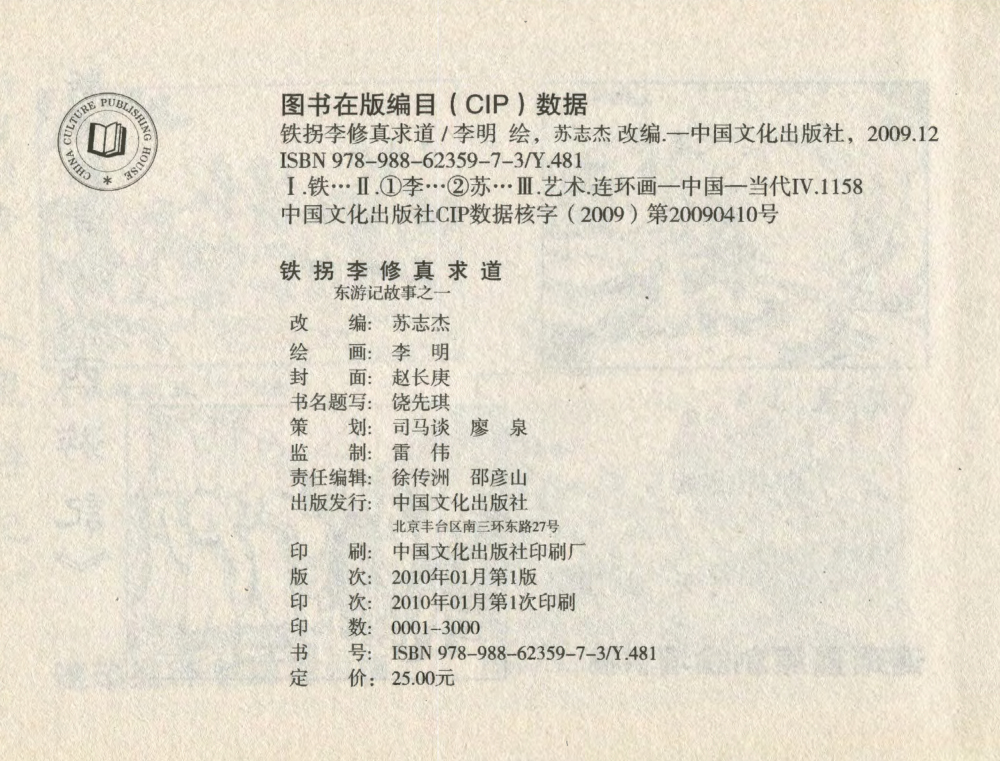 CHINA CULTURE PUBLISHING HOUSE
图书在版编目（CIP）数据
铁拐李修真求道/李明 绘，苏志杰 改编.—中国文化出版社，2009.12
ISBN 978-988-62359-7-3/Y.481
Ⅰ.铁… Ⅱ.①李…②苏… Ⅲ.艺术.连环画—中国—当代Ⅳ.1158
中国文化出版社CIP数据核字（2009）第20090410号
铁拐李修真求道
东游记故事之一
改 编: 苏志杰
绘 画: 李 明
封 面: 赵长庚
书名题写: 饶先琪
策 划: 司马谈 廖 泉
监 制: 雷 伟
责任编辑: 徐传洲 邵彦山
出版发行: 中国文化出版社
北京丰台区南三环东路27号
印 刷: 中国文化出版社印刷厂
版 次: 2010年01月第1版
印 次: 2010年01月第1次印刷
印 数: 0001-3000
书 号: ISBN 978-988-62359-7-3/Y.481
定 价: 25.00元